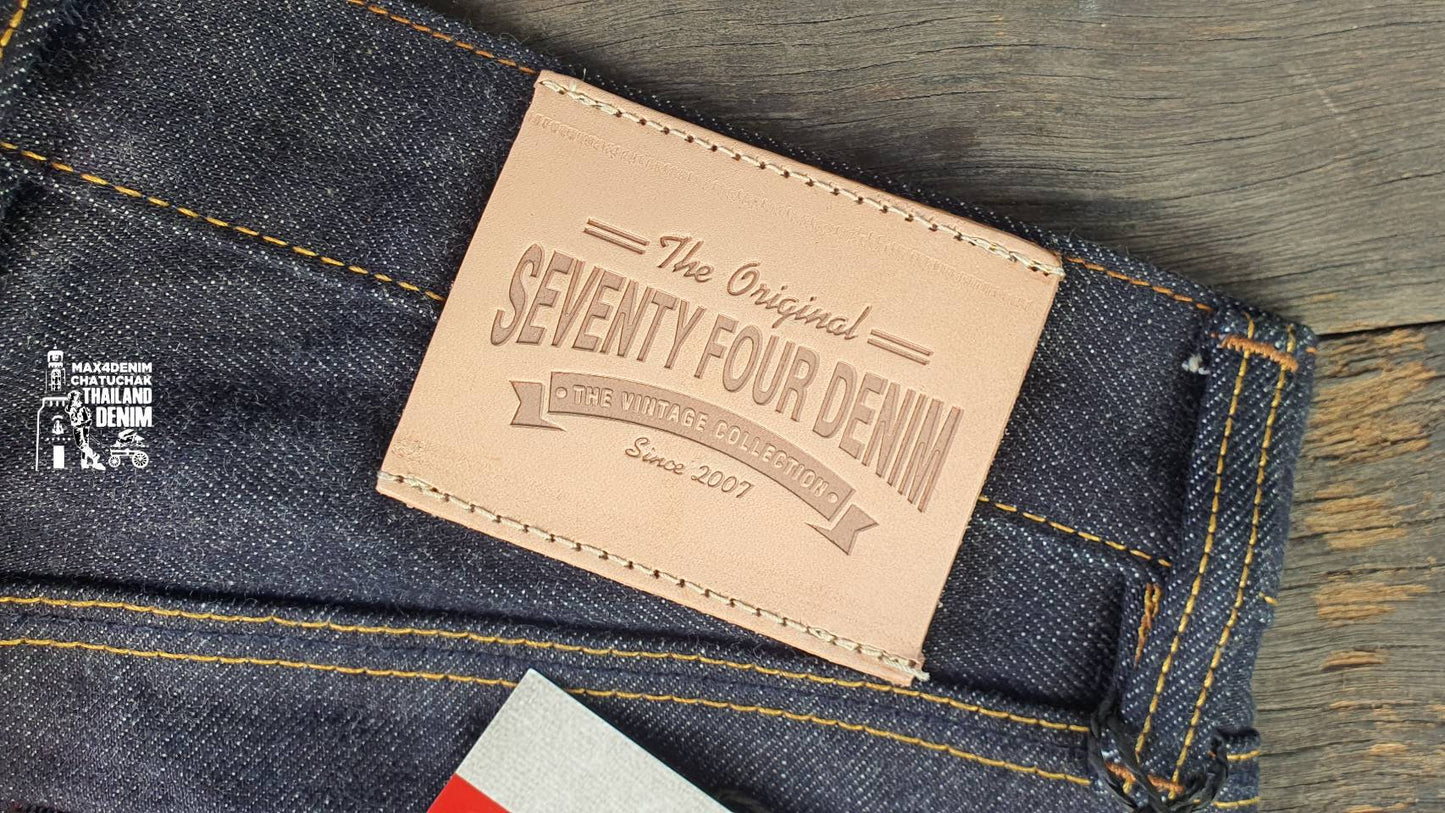 The Original
SEVENTY FOUR DENIM
• THE VINTAGE COLLECTION •
Since 2007
MAX4DENIM
CHATUCHAK
THAILAND
DENIM